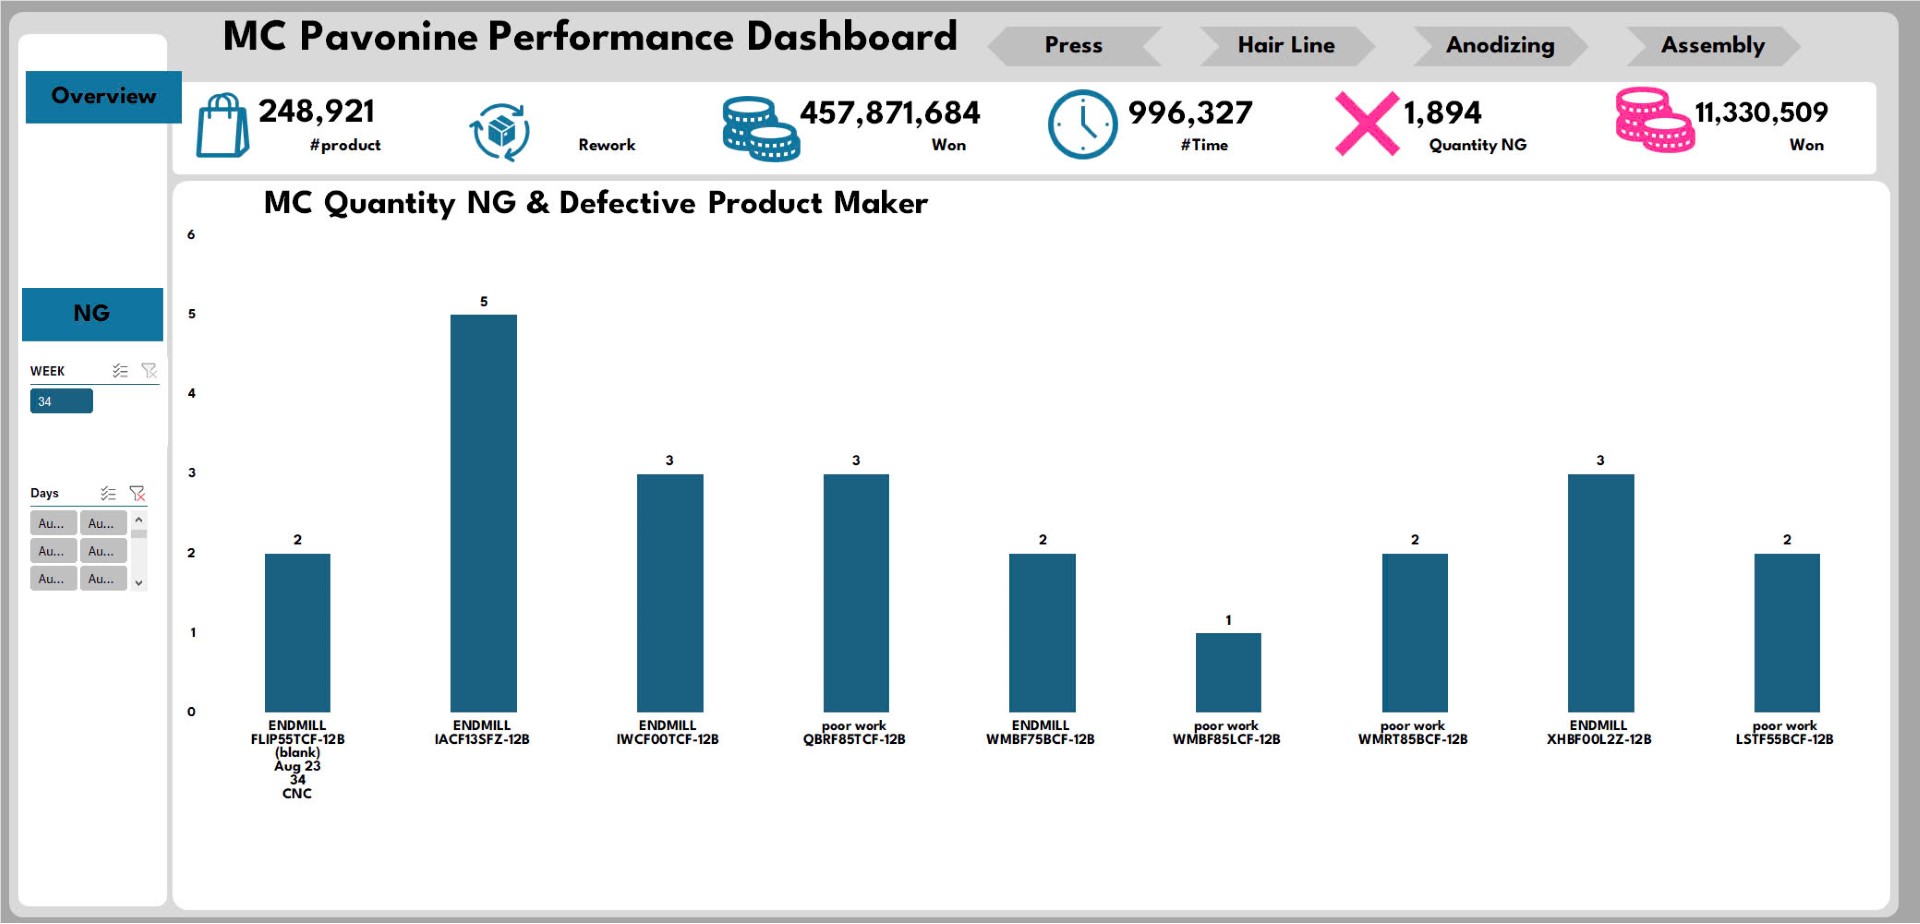 MC Pavonine Performance Dashboard
Press
Hair Line
Anodizing
Assembly
Overview
248,921
#product
Rework
457,871,684
Won
996,327
#Time
1,894
Quantity NG
11,330,509
Won
MC Quantity NG & Defective Product Maker
NG
WEEK
34
Days
Au... Au...
Au... Au...
Au... Au...
6
5
4
3
2
1
0
2
5
3
3
2
1
2
3
2
ENDMILL
FLIP55TCF-12B
(blank)
Aug 23
34
CNC
ENDMILL
IACF13SFZ-12B
ENDMILL
IWCF00TCF-12B
poor work
QBRF85TCF-12B
ENDMILL
WMBF75BCF-12B
poor work
WMBF85LCF-12B
poor work
WMRT85BCF-12B
ENDMILL
XHBF00L2Z-12B
poor work
LSTF55BCF-12B